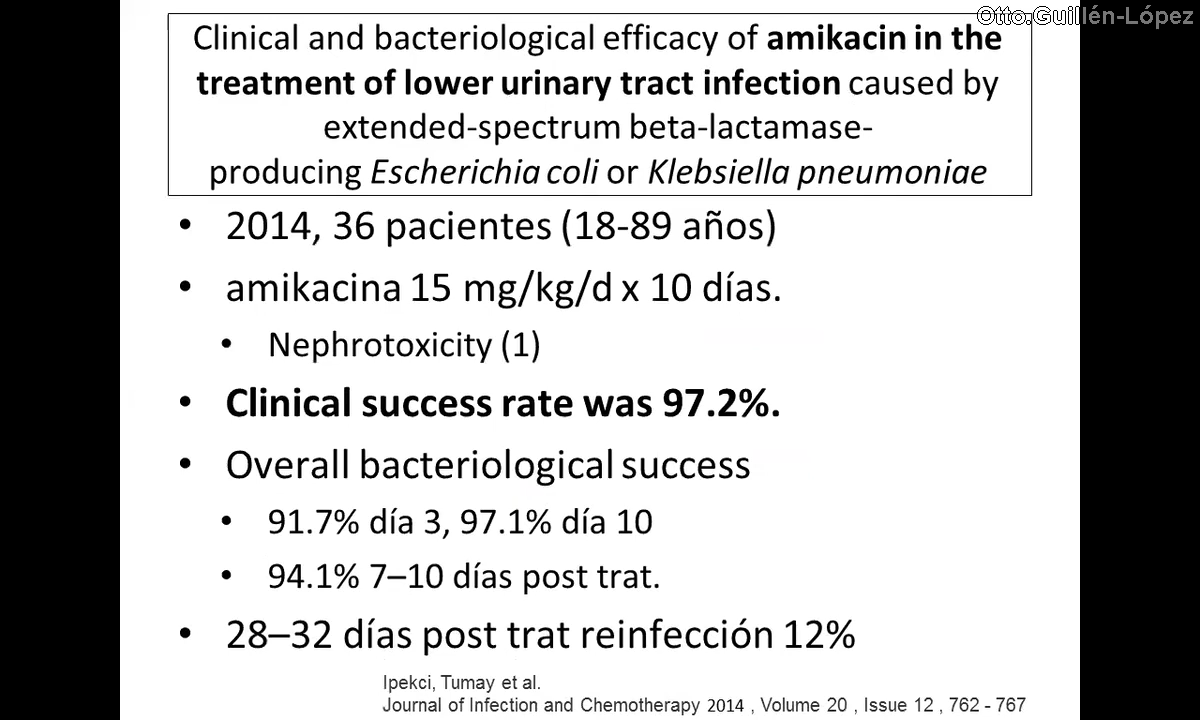 Otto.Guillén-López
Clinical and bacteriological efficacy of amikacin in the
treatment of lower urinary tract infection caused by
extended-spectrum beta-lactamase-
producing Escherichia coli or Klebsiella pneumoniae
• 2014, 36 pacientes (18-89 años)
• amikacina 15 mg/kg/d x 10 días.
• Nephrotoxicity (1)
• Clinical success rate was 97.2%.
• Overall bacteriological success
• 91.7% día 3, 97.1% día 10
• 94.1% 7–10 días post trat.
• 28–32 días post trat reinfección 12%
Ipekci, Tumay et al.
Journal of Infection and Chemotherapy 2014 , Volume 20 , Issue 12 , 762 - 767